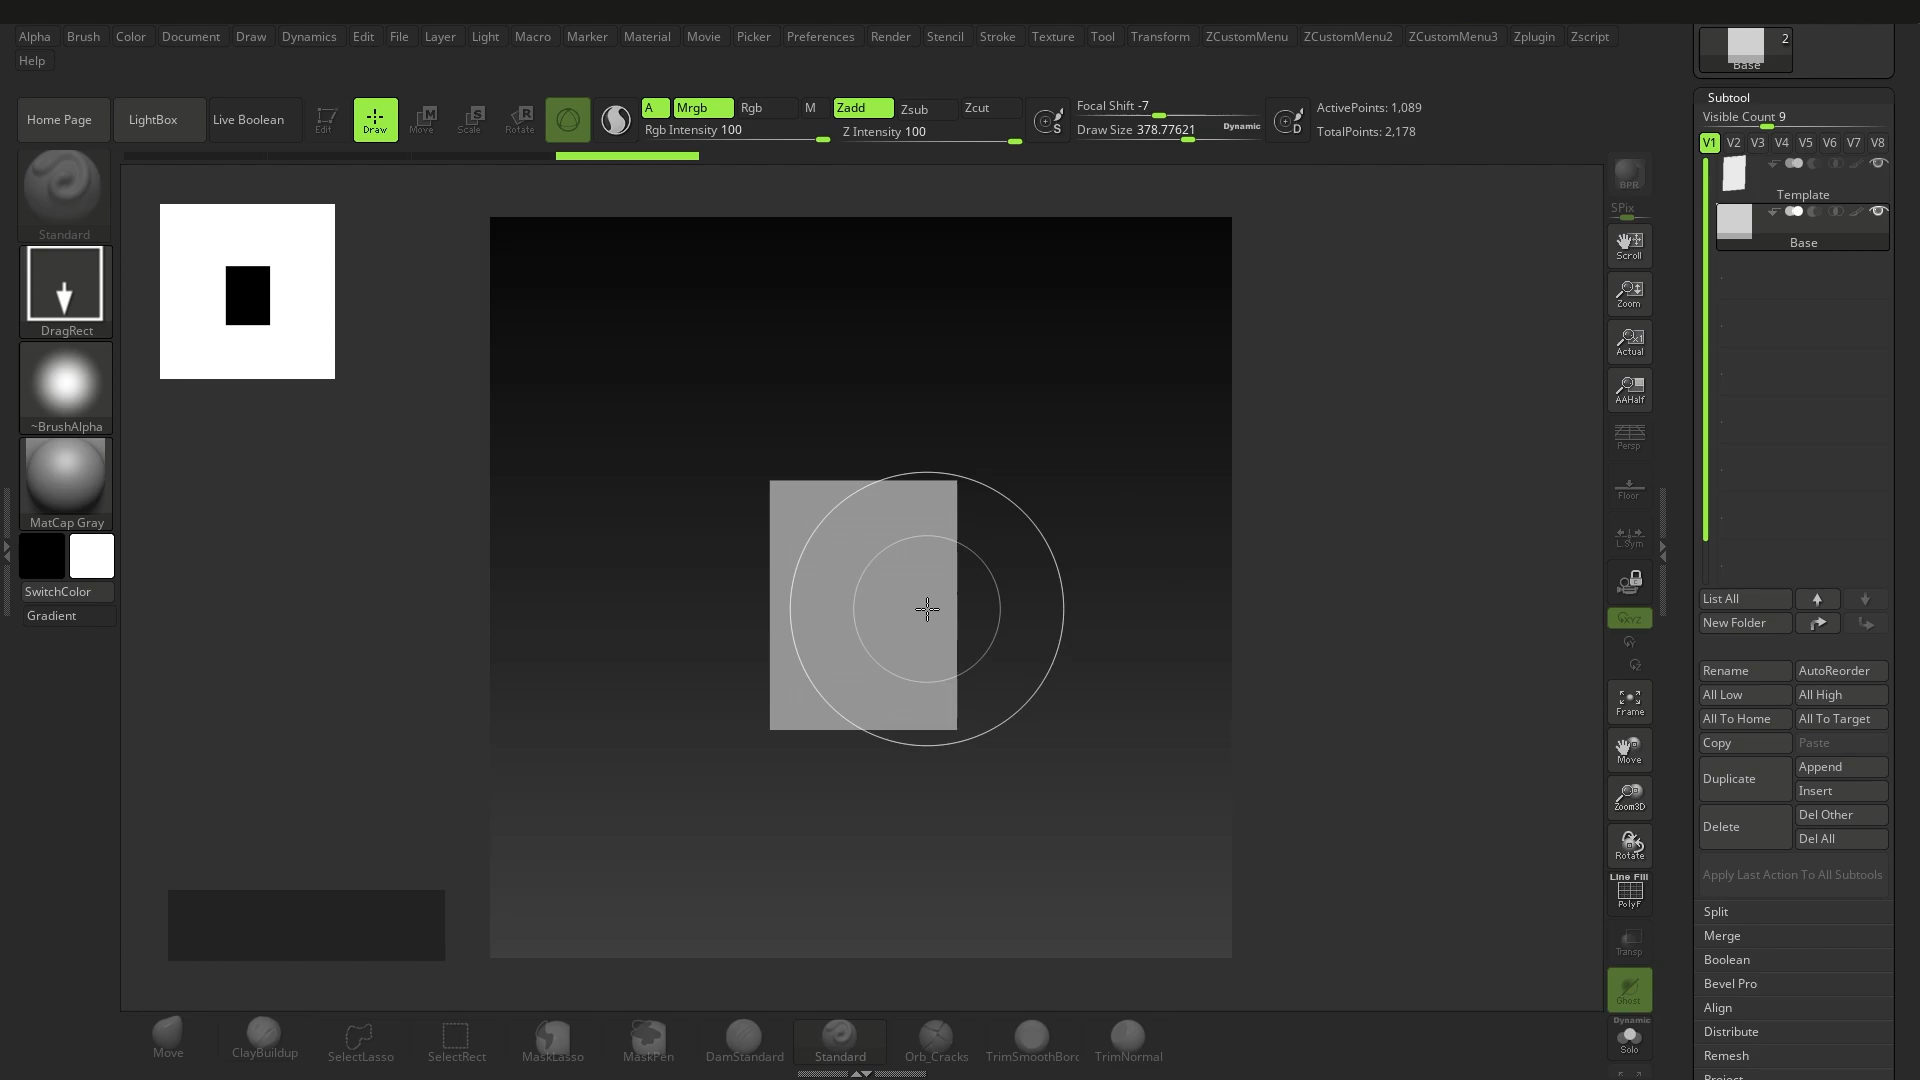 Alpha Brush Color Document Draw Dynamics Edit File Layer Light Macro Marker Material Movie Picker Preferences Render Stencil Stroke Texture Tool Transform ZCustomMenu ZCustomMenu2 ZCustomMenu3 Zplugin Zscript
Help
Home Page LightBox Live Boolean Edit Draw Move Scale Rotate A Mrgb Rgb M Zadd Zsub Zcut Focal Shift -7 ActivePoints: 1,089
Rgb Intensity 100 Z Intensity 100 S Draw Size 378.77621 Dynamic D TotalPoints: 2,178
Standard
DragRect
~BrushAlpha
MatCap Gray
SwitchColor
Gradient
BPR
SPix
Scroll
Zoom
Actual
AAHalf
Persp
Floor
L.Sym
XYZ
Frame
Move
Zoom3D
Rotate
Line Fill
PolyF
Transp
Ghost
Dynamic
Solo
2
Base
Subtool
Visible Count 9
V1 V2 V3 V4 V5 V6 V7 V8
Template
Base
List All
New Folder
Rename AutoReorder
All Low All High
All To Home All To Target
Copy Paste
Duplicate Append
Insert
Delete Del Other
Del All
Apply Last Action To All Subtools
Split
Merge
Boolean
Bevel Pro
Align
Distribute
Remesh
Project
Move ClayBuildup SelectLasso SelectRect MaskLasso MaskPen DamStandard Standard Orb_Cracks TrimSmoothBorc TrimNormal